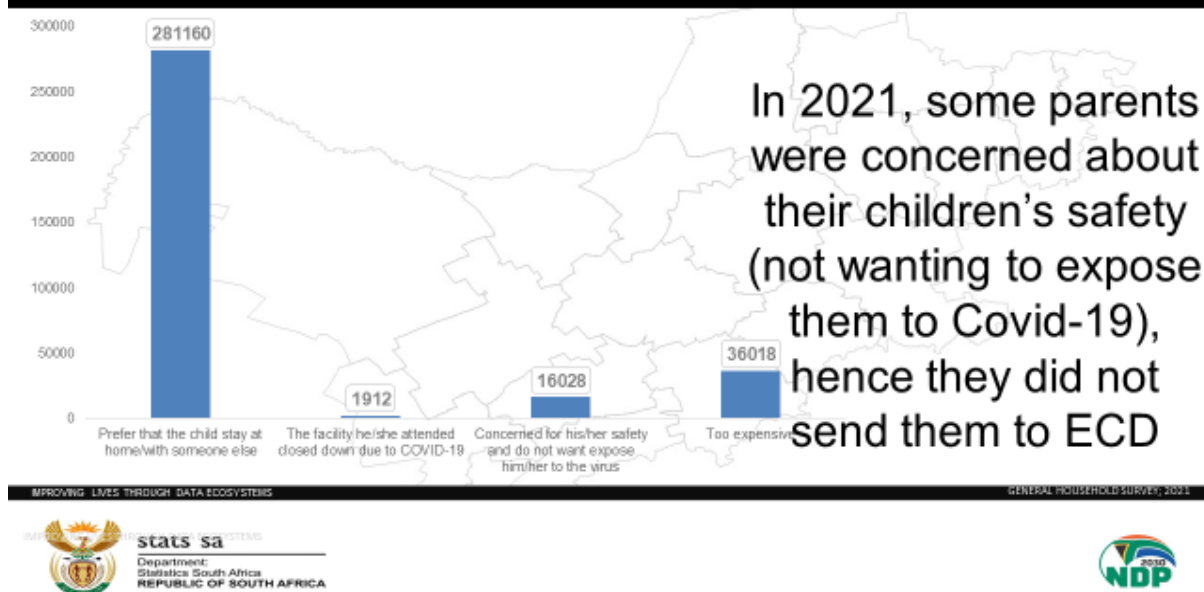 300000
250000
200000
150000
100000
50000
0
281160
1912
16028
36018
Prefer that the child stay at
home/with someone else
The facility he/she attended
closed down due to COVID-19
Concerned for his/her safety
and do not want expose
him/her to the virus
Too expensive
In 2021, some parents
were concerned about
their children’s safety
(not wanting to expose
them to Covid-19),
hence they did not
send them to ECD
IMPROVING LIVES THROUGH DATA ECOSYSTEMS
GENERAL HOUSEHOLD SURVEY; 2021
stats sa
Department:
Statistics South Africa
REPUBLIC OF SOUTH AFRICA
2030
NDP